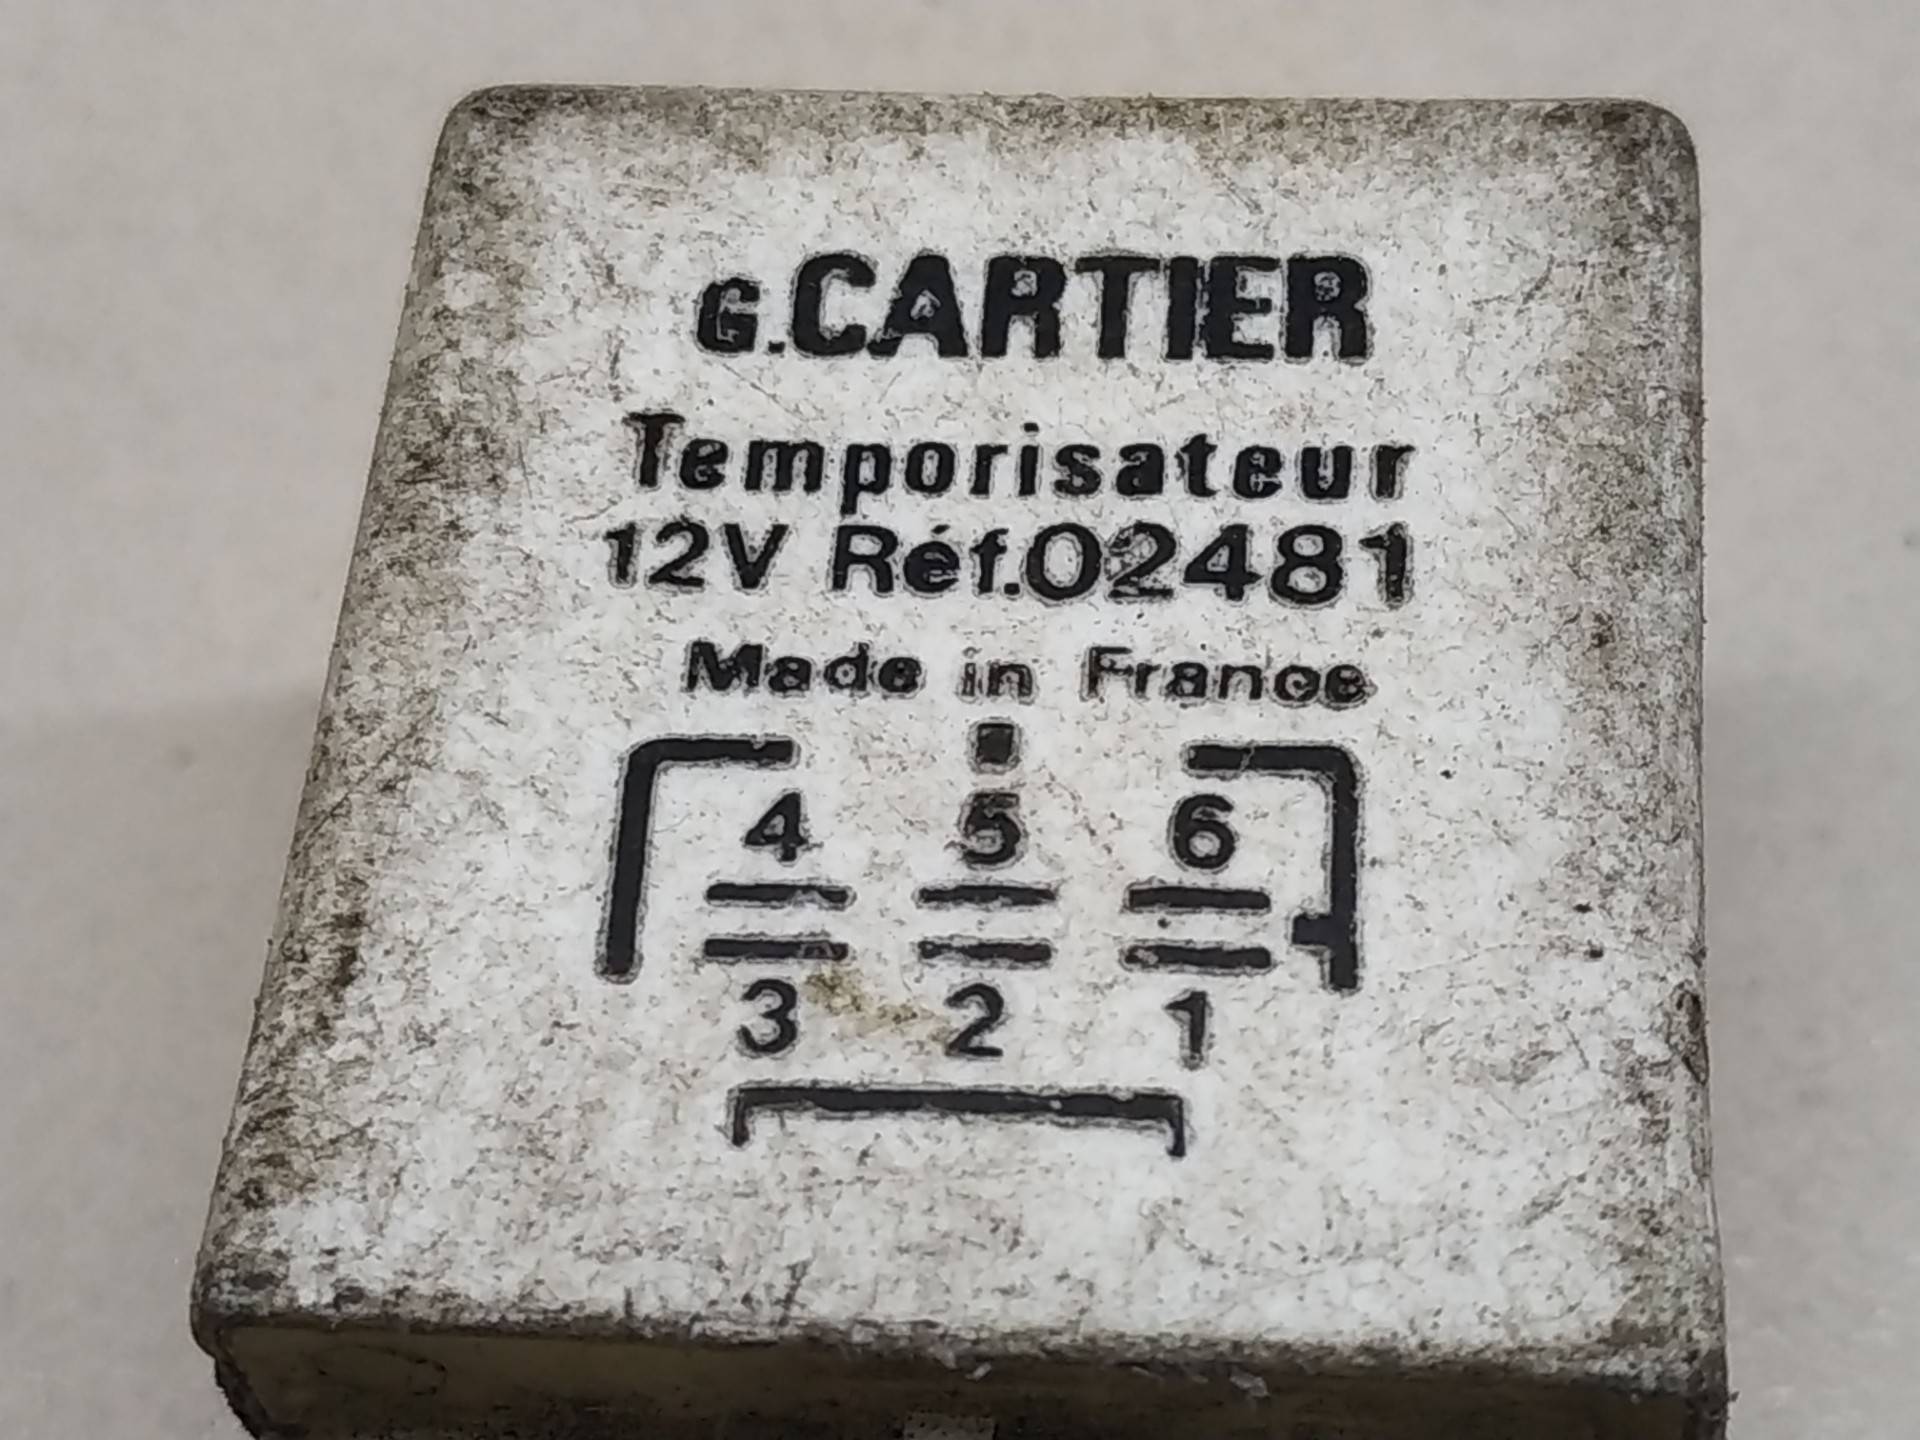 G.CARTIER
Temporisateur
12V Réf.02481
Made in France
4 5 6
3 2 1